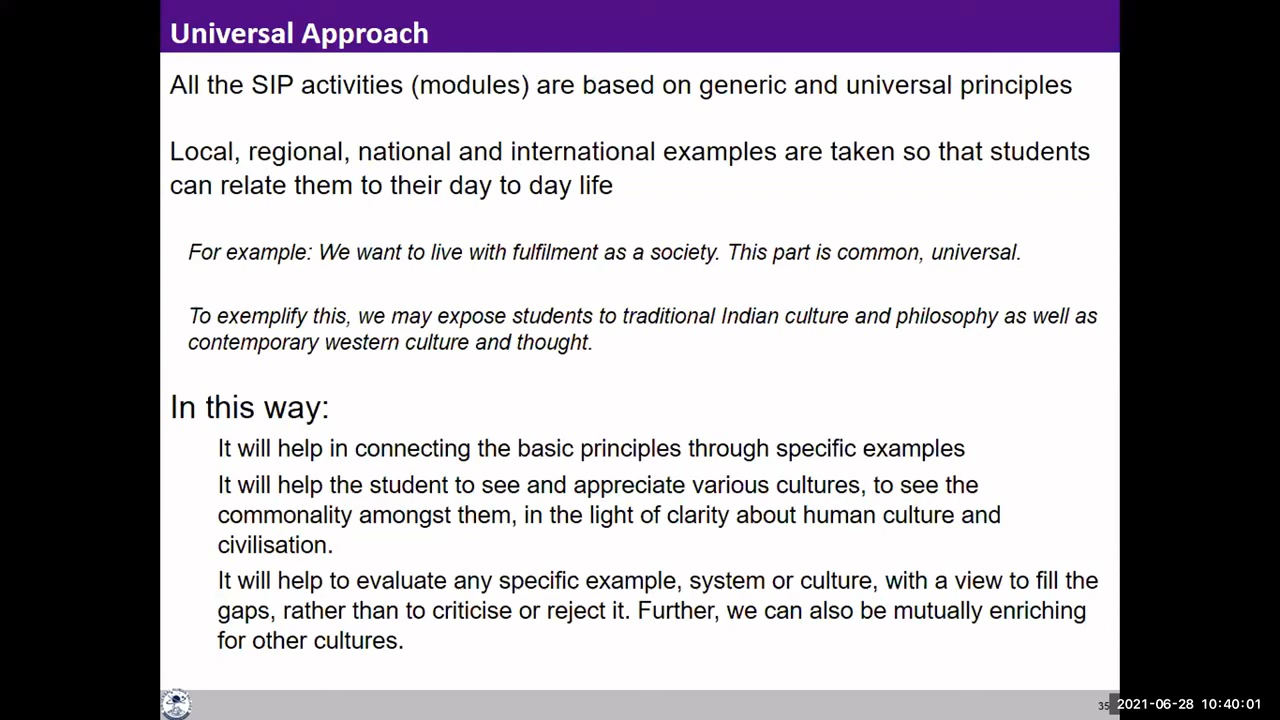 Universal Approach
All the SIP activities (modules) are based on generic and universal principles
Local, regional, national and international examples are taken so that students
can relate them to their day to day life
For example: We want to live with fulfilment as a society. This part is common, universal.
To exemplify this, we may expose students to traditional Indian culture and philosophy as well as
contemporary western culture and thought.
In this way:
It will help in connecting the basic principles through specific examples
It will help the student to see and appreciate various cultures, to see the
commonality amongst them, in the light of clarity about human culture and
civilisation.
It will help to evaluate any specific example, system or culture, with a view to fill the
gaps, rather than to criticise or reject it. Further, we can also be mutually enriching
for other cultures.
35
2021-06-28 10:40:01